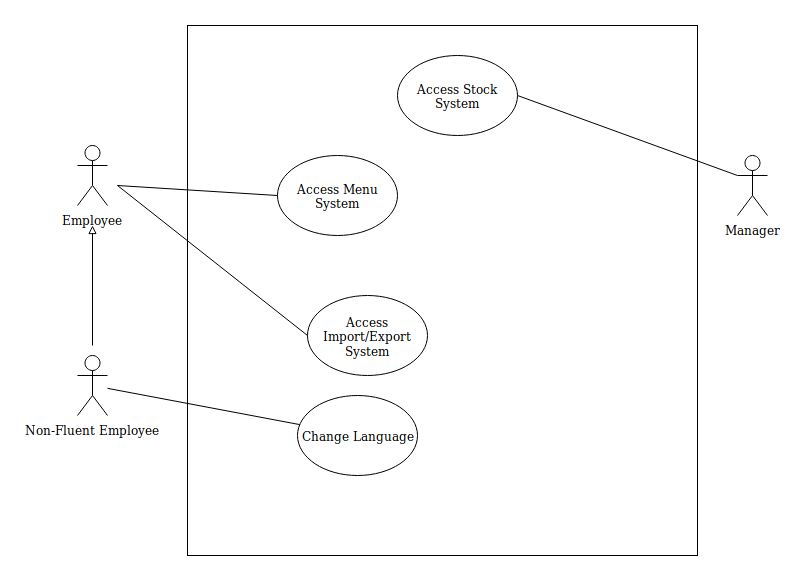 Access Stock
System
Access Menu
System
Employee
Manager
Access
Import/Export
System
Non-Fluent Employee
Change Language